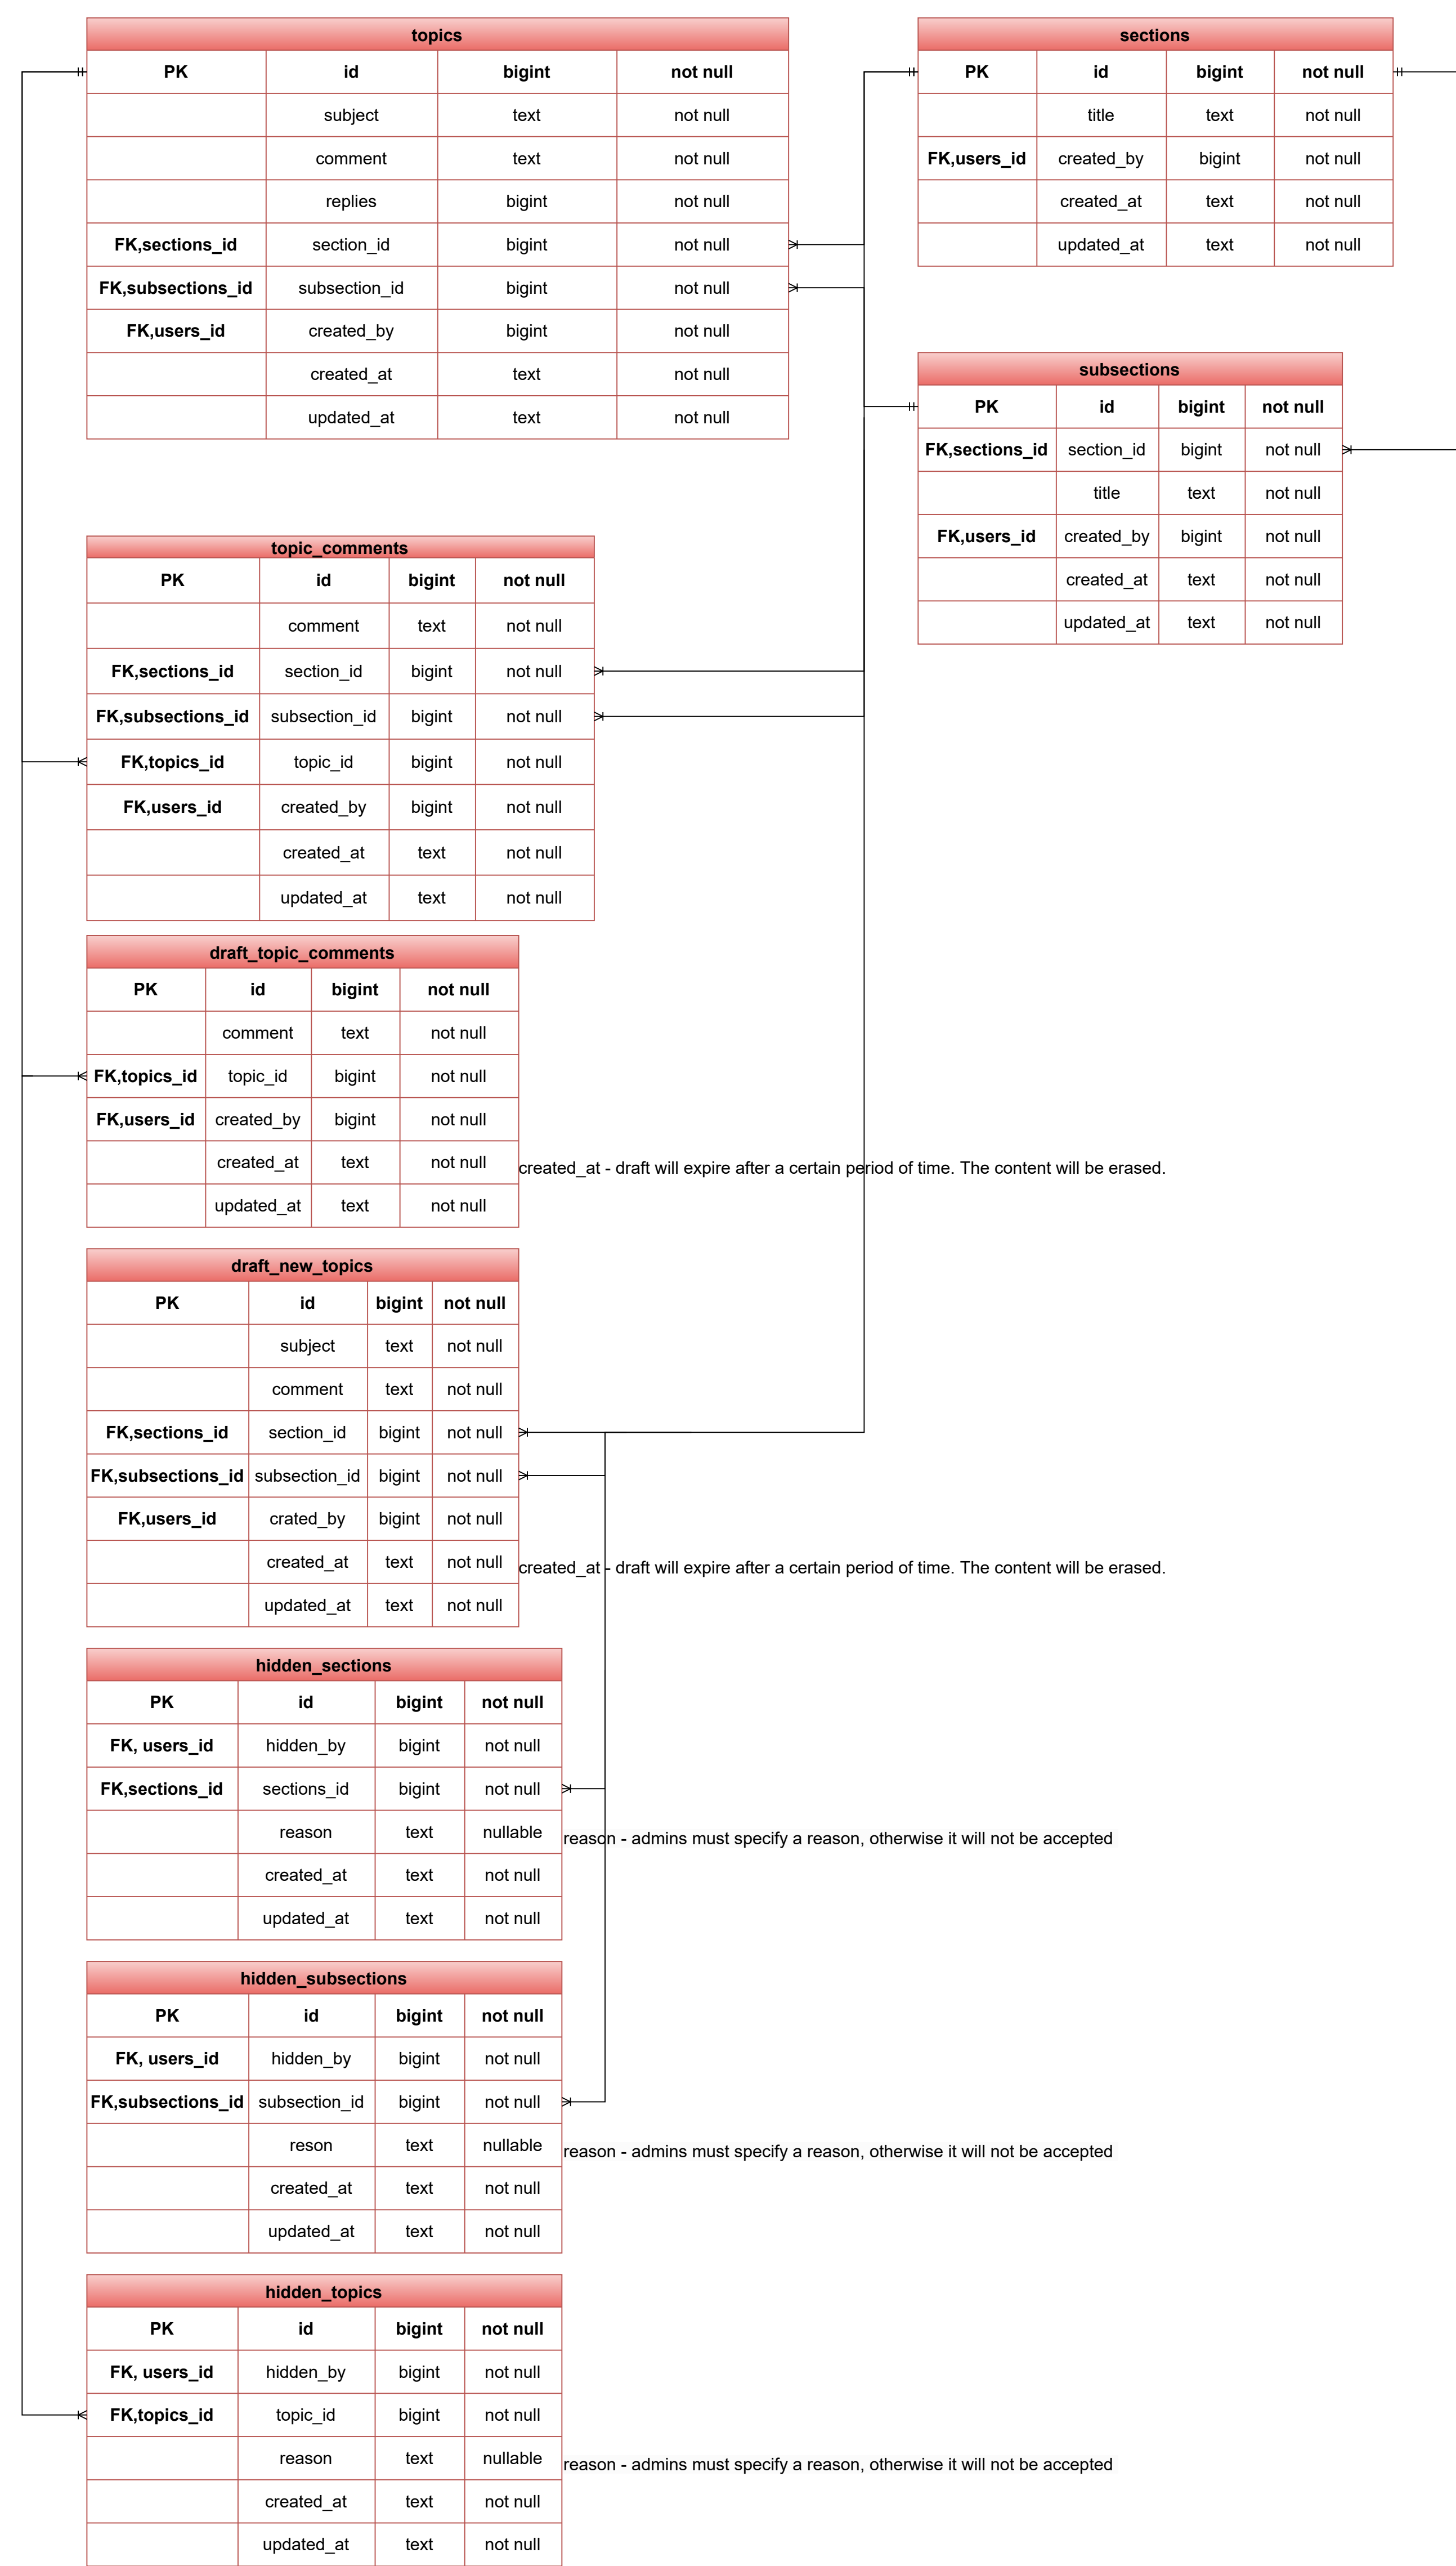 topics
PK id bigint not null
subject text not null
comment text not null
replies bigint not null
FK,sections_id section_id bigint not null
FK,subsections_id subsection_id bigint not null
FK,users_id created_by bigint not null
created_at text not null
updated_at text not null
sections
PK id bigint not null
title text not null
FK,users_id created_by bigint not null
created_at text not null
updated_at text not null
subsections
PK id bigint not null
FK,sections_id section_id bigint not null
title text not null
FK,users_id created_by bigint not null
created_at text not null
updated_at text not null
topic_comments
PK id bigint not null
comment text not null
FK,sections_id section_id bigint not null
FK,subsections_id subsection_id bigint not null
FK,topics_id topic_id bigint not null
FK,users_id created_by bigint not null
created_at text not null
updated_at text not null
draft_topic_comments
PK id bigint not null
comment text not null
FK,topics_id topic_id bigint not null
FK,users_id created_by bigint not null
created_at text not null
created_at - draft will expire after a certain period of time. The content will be erased.
updated_at text not null
draft_new_topics
PK id bigint not null
subject text not null
comment text not null
FK,sections_id section_id bigint not null
FK,subsections_id subsection_id bigint not null
FK,users_id crated_by bigint not null
created_at text not null
created_at - draft will expire after a certain period of time. The content will be erased.
updated_at text not null
hidden_sections
PK id bigint not null
FK, users_id hidden_by bigint not null
FK,sections_id sections_id bigint not null
reason text nullable
reason - admins must specify a reason, otherwise it will not be accepted
created_at text not null
updated_at text not null
hidden_subsections
PK id bigint not null
FK, users_id hidden_by bigint not null
FK,subsections_id subsection_id bigint not null
reson text nullable
reason - admins must specify a reason, otherwise it will not be accepted
created_at text not null
updated_at text not null
hidden_topics
PK id bigint not null
FK, users_id hidden_by bigint not null
FK,topics_id topic_id bigint not null
reason text nullable
reason - admins must specify a reason, otherwise it will not be accepted
created_at text not null
updated_at text not null